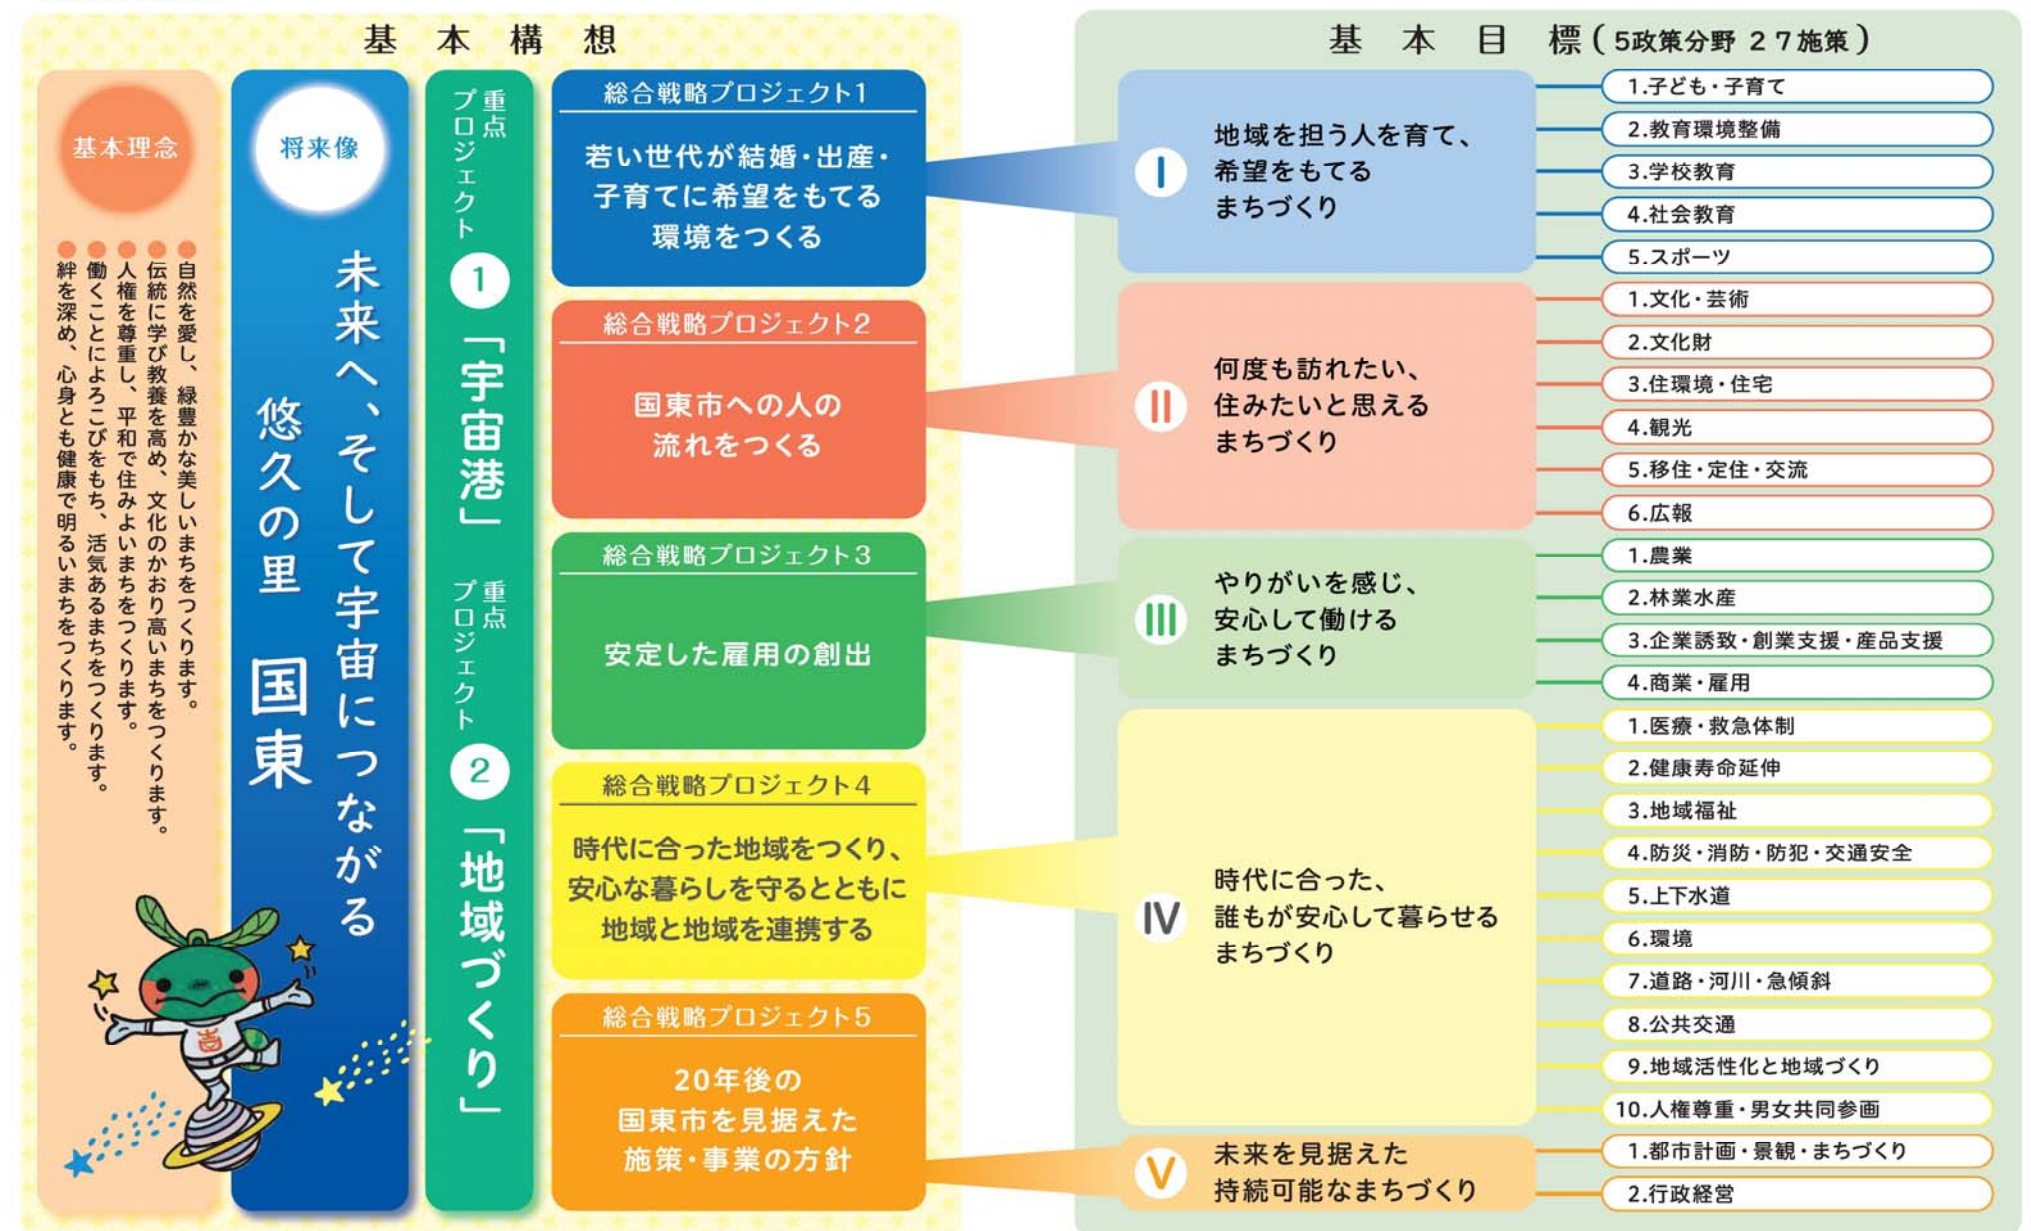 基本構想
基本理念
●自然を愛し、緑豊かな美しいまちをつくります。
●伝統に学び教養を高め、文化のかおり高いまちをつくります。
●人権を尊重し、平和で住みよいまちをつくります。
●働くことによろこびをもち、活気あるまちをつくります。
●絆を深め、心身とも健康で明るいまちをつくります。
将来像
未来へ、そして宇宙につながる
悠久の里 国東
重点
プロジェクト
1
「宇宙港」
重点
プロジェクト
2
「地域づくり」
総合戦略プロジェクト1
若い世代が結婚・出産・
子育てに希望をもてる
環境をつくる
総合戦略プロジェクト2
国東市への人の
流れをつくる
総合戦略プロジェクト3
安定した雇用の創出
総合戦略プロジェクト4
時代に合った地域をつくり、
安心な暮らしを守るとともに
地域と地域を連携する
総合戦略プロジェクト5
20年後の
国東市を見据えた
施策・事業の方針
基本目標(5政策分野 27施策)
I
地域を担う人を育て、
希望をもてる
まちづくり
1.子ども・子育て
2.教育環境整備
3.学校教育
4.社会教育
5.スポーツ
II
何度も訪れたい、
住みたいと思える
まちづくり
1.文化・芸術
2.文化財
3.住環境・住宅
4.観光
5.移住・定住・交流
6.広報
III
やりがいを感じ、
安心して働ける
まちづくり
1.農業
2.林業水産
3.企業誘致・創業支援・産品支援
4.商業・雇用
IV
時代に合った、
誰もが安心して暮らせる
まちづくり
1.医療・救急体制
2.健康寿命延伸
3.地域福祉
4.防災・消防・防犯・交通安全
5.上下水道
6.環境
7.道路・河川・急傾斜
8.公共交通
9.地域活性化と地域づくり
10.人権尊重・男女共同参画
V
未来を見据えた
持続可能なまちづくり
1.都市計画・景観・まちづくり
2.行政経営